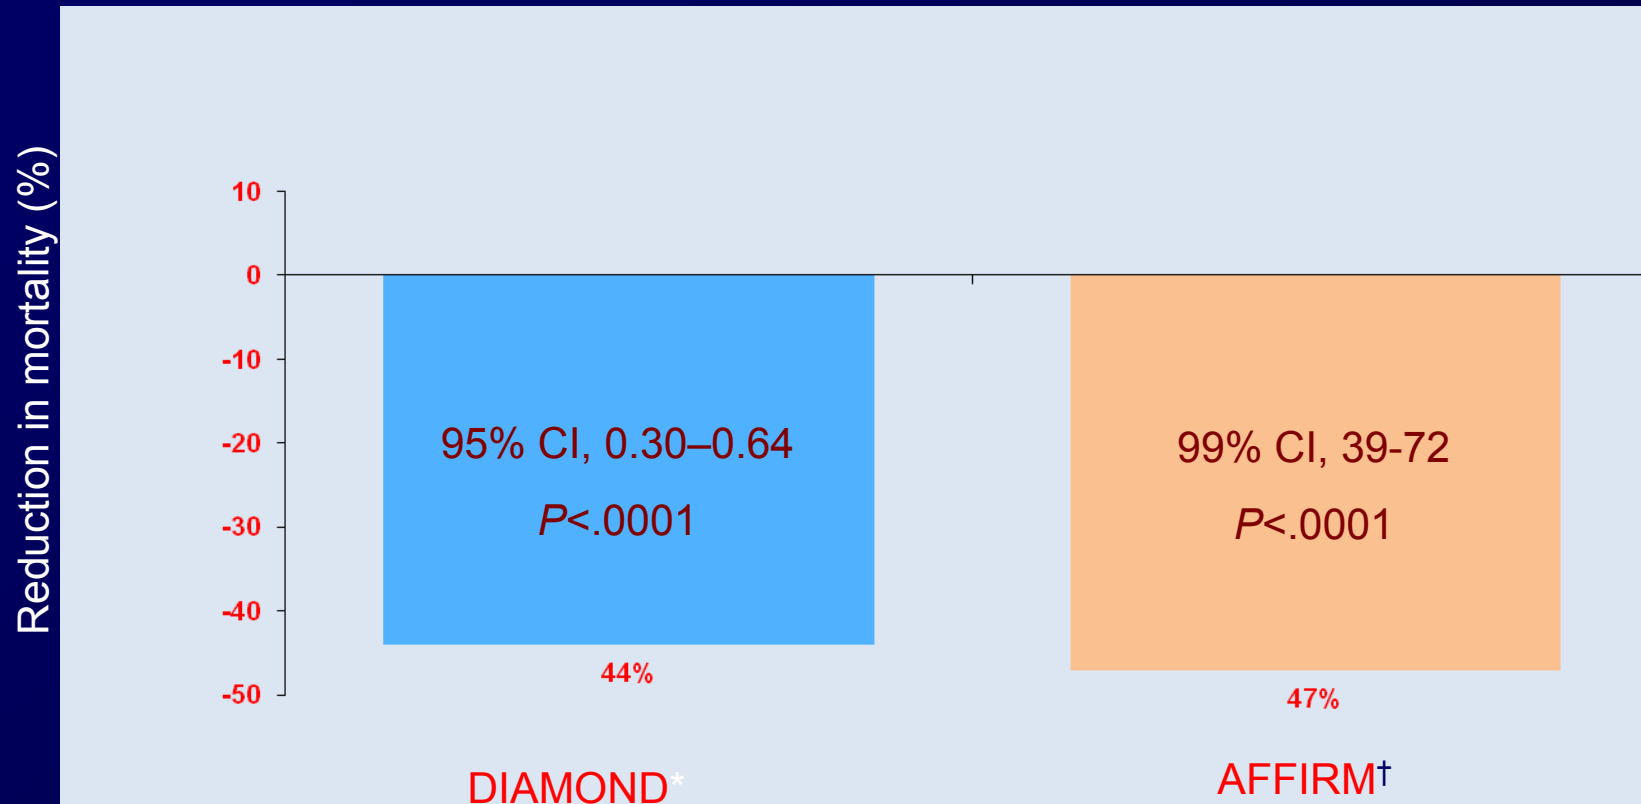 Reduction in mortality (%)
10
0
-10
-20
-30
-40
-50
95% CI, 0.30–0.64
P<.0001
44%
99% CI, 39-72
P<.0001
47%
DIAMOND*
AFFIRM†